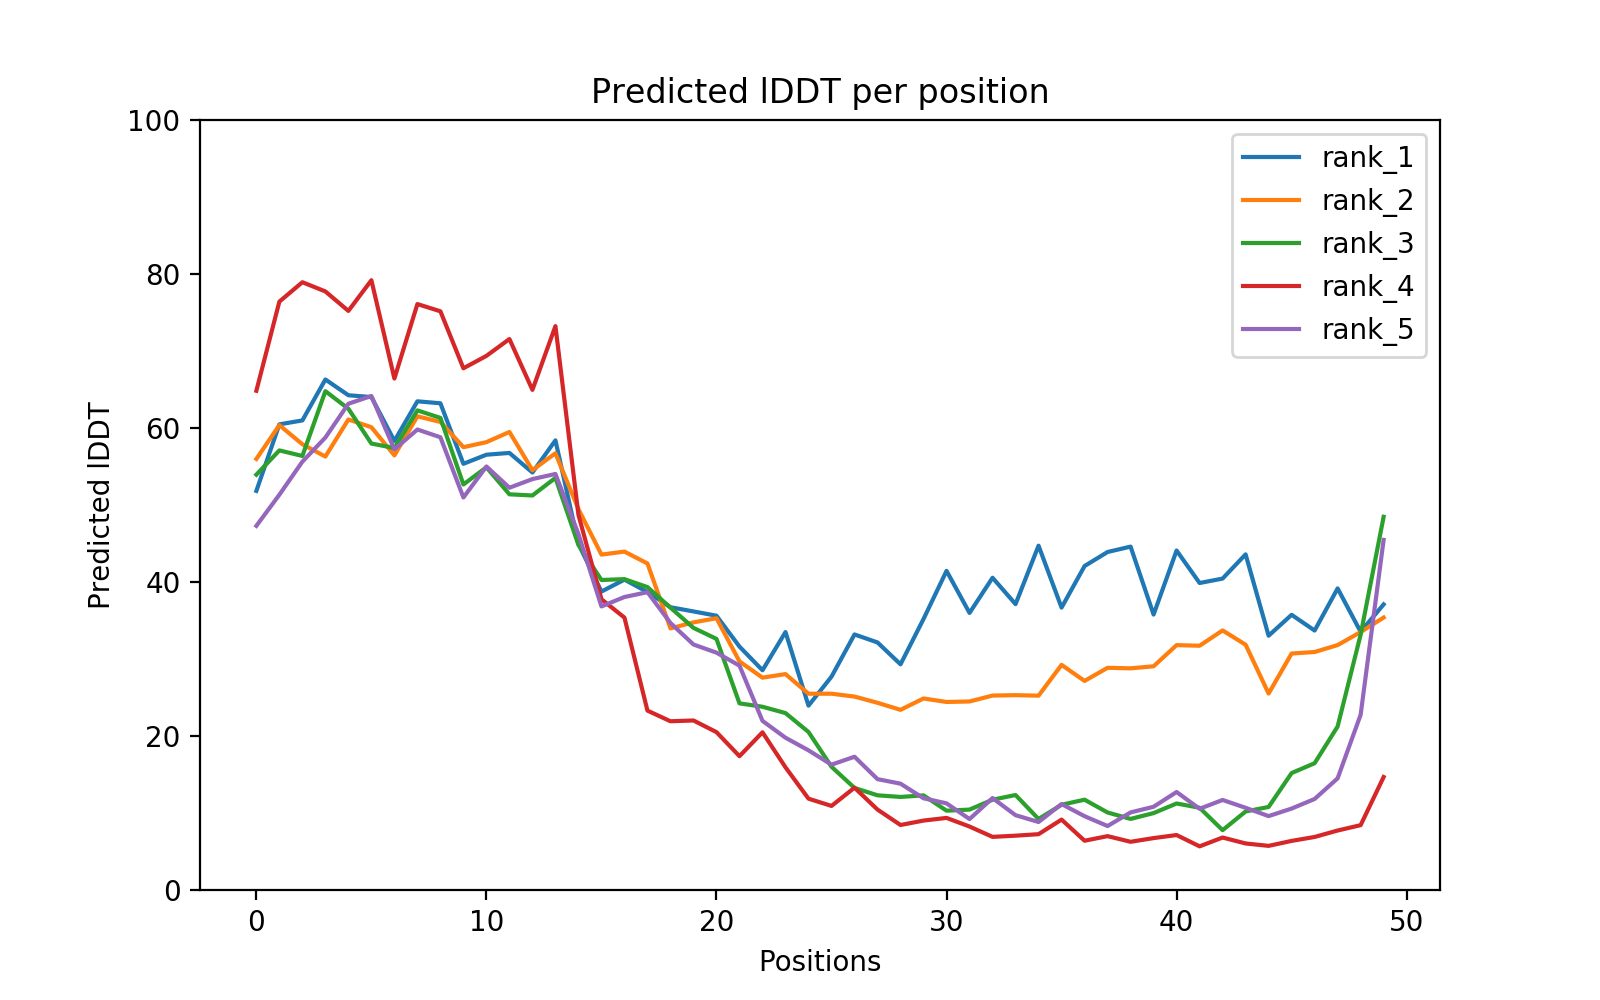 Predicted lDDT per position
100
80
60
40
20
0
Predicted lDDT
rank_1
rank_2
rank_3
rank_4
rank_5
0 10 20 30 40 50
Positions